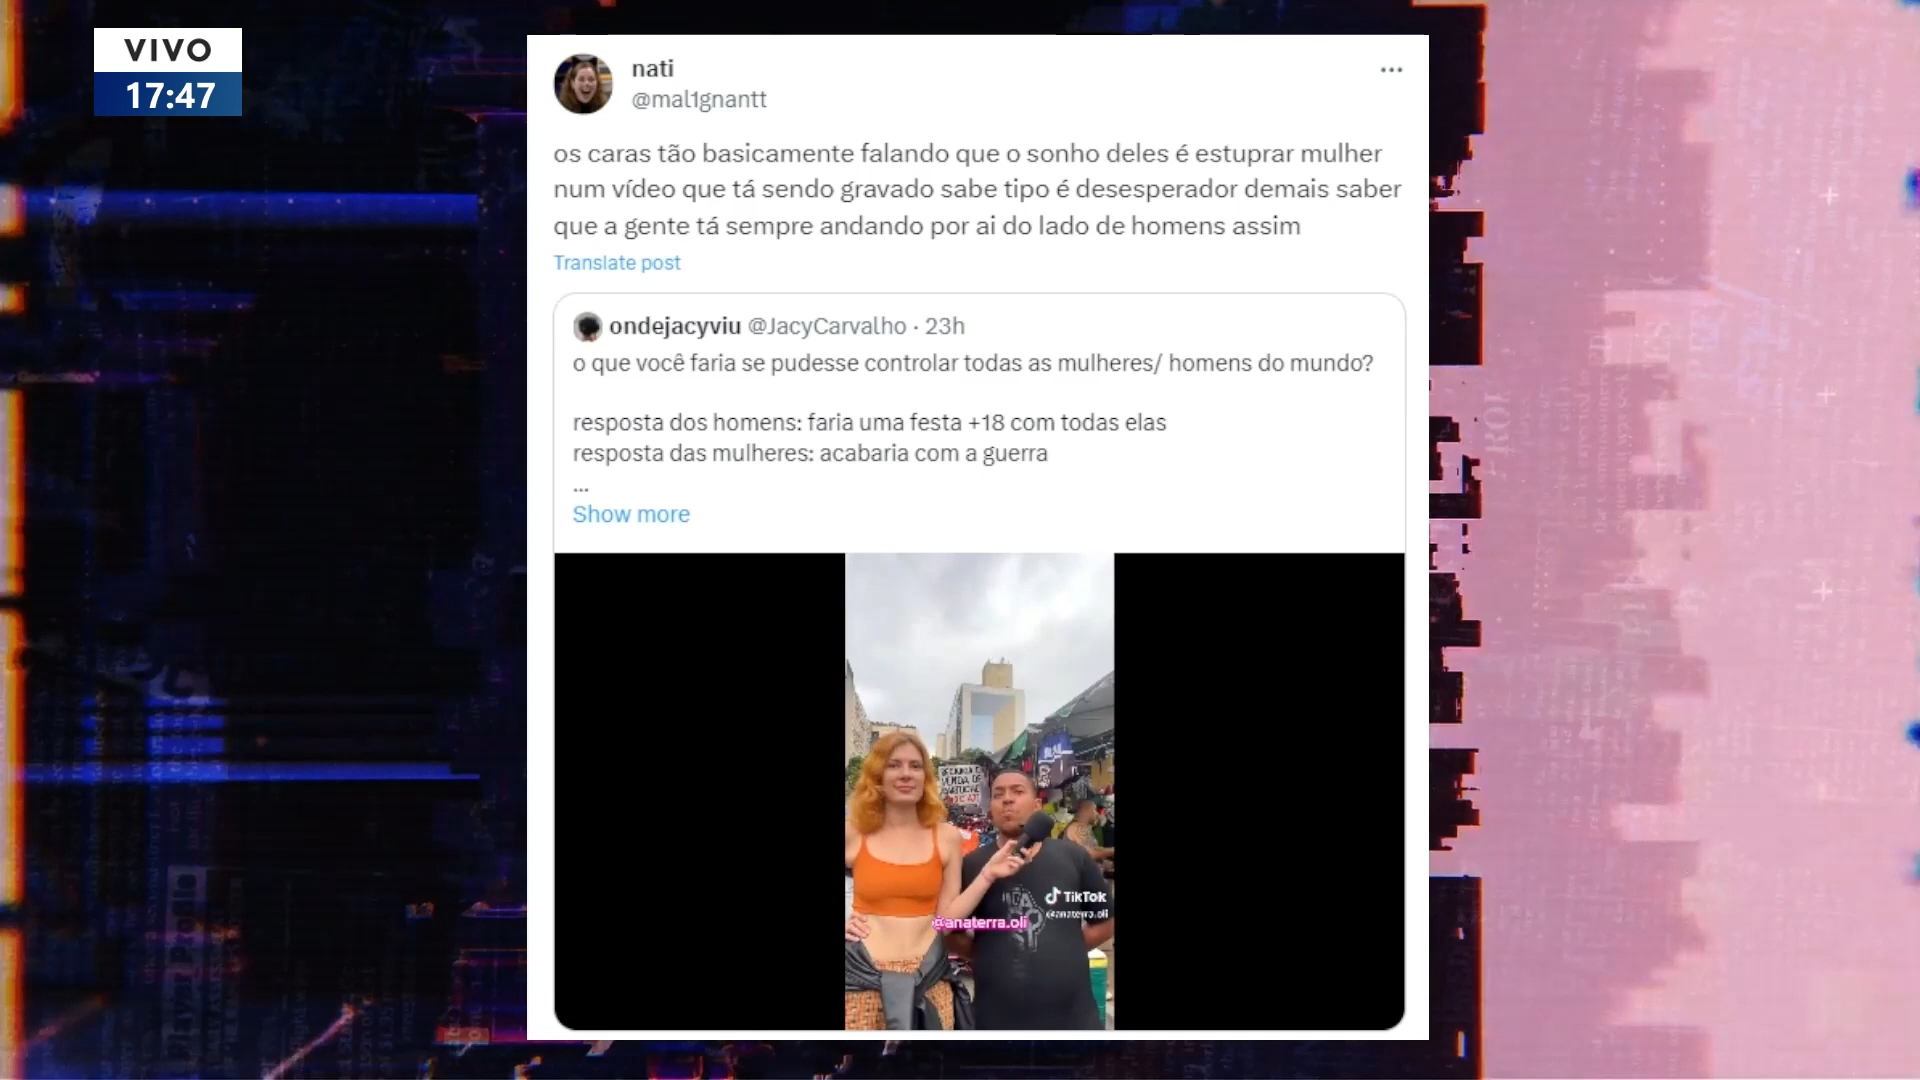 VIVO
17:47
nati
@mal1gnantt
os caras tão basicamente falando que o sonho deles é estuprar mulher
num vídeo que tá sendo gravado sabe tipo é desesperador demais saber
que a gente tá sempre andando por ai do lado de homens assim
Translate post
ondejacyviu @JacyCarvalho · 23h
o que você faria se pudesse controlar todas as mulheres/ homens do mundo?
resposta dos homens: faria uma festa +18 com todas elas
resposta das mulheres: acabaria com a guerra
...
Show more
TikTok
@anaterra.oli
@anaterra.oli